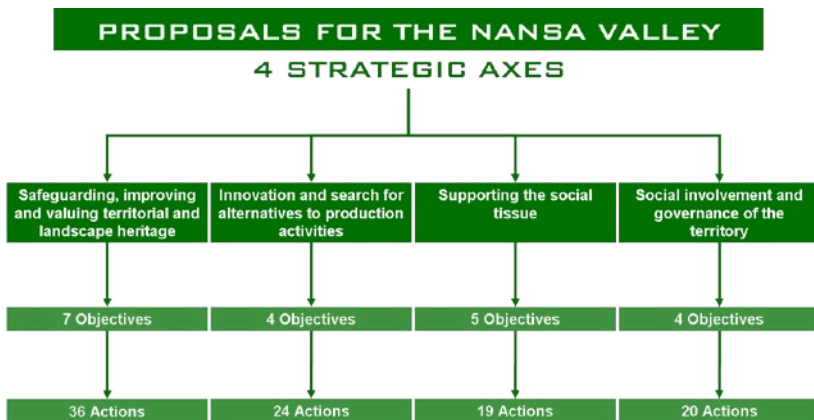 PROPOSALS FOR THE NANSA VALLEY
4 STRATEGIC AXES
Safeguarding, improving
and valuing territorial and
landscape heritage
Innovation and search for
alternatives to production
activities
Supporting the social
tissue
Social involvement and
governance of the
territory
7 Objectives
4 Objectives
5 Objectives
4 Objectives
36 Actions
24 Actions
19 Actions
20 Actions